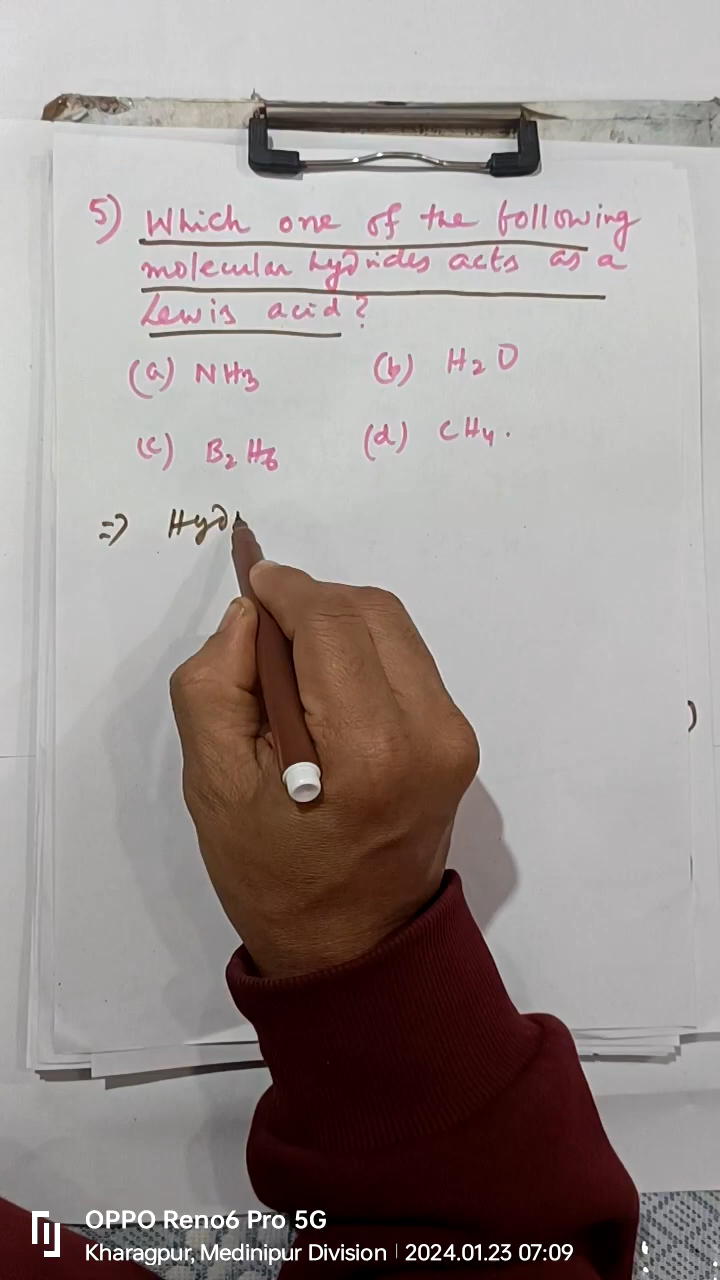 5) Which one of the following
molecular hydrides acts as a
Lewis acid?
(a) NH3 (b) H2O
(c) B2H6 (d) CH4.
=> Hyd
)
OPPO Reno6 Pro 5G
Kharagpur, Medinipur Division | 2024.01.23 07:09